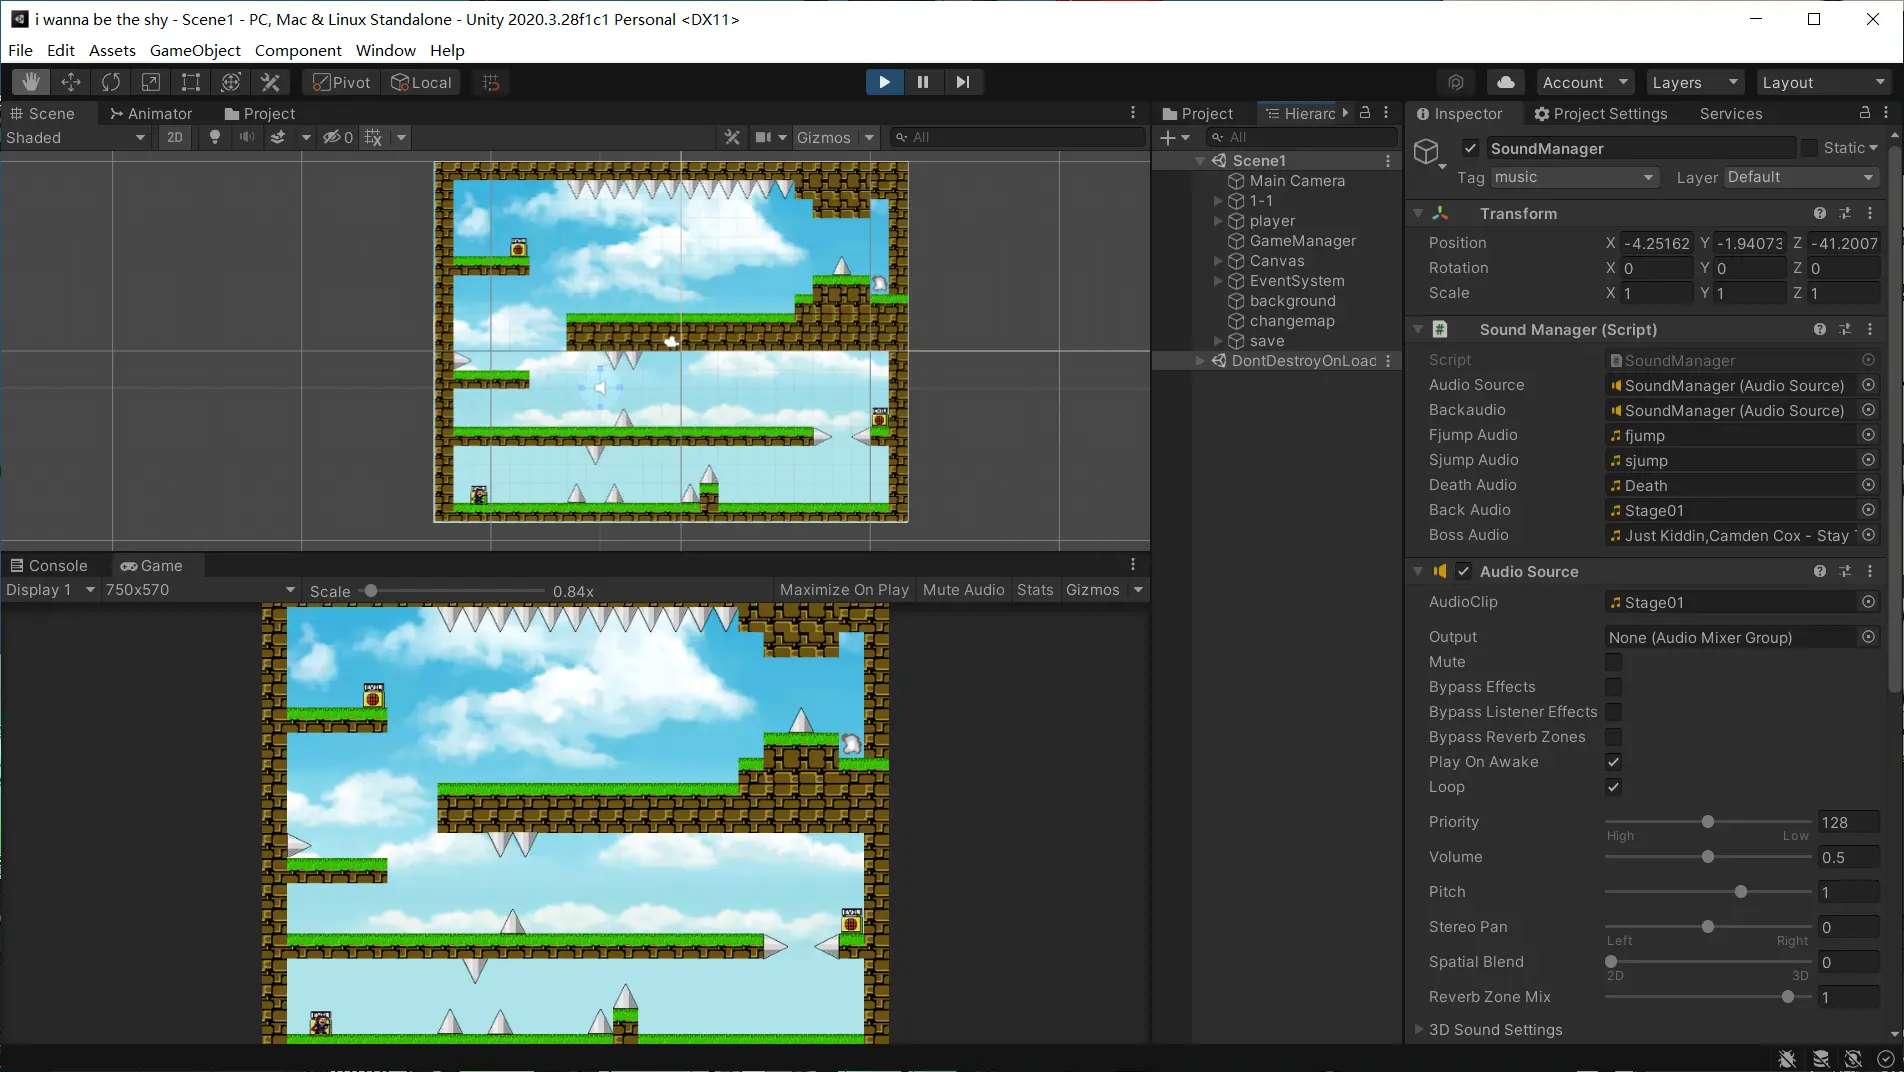 i wanna be the shy - Scene1 - PC, Mac & Linux Standalone - Unity 2020.3.28f1c1 Personal <DX11>
File Edit Assets GameObject Component Window Help
Pivot Local Account Layers Layout
Scene Animator Project
Shaded 2D 0 Gizmos All
Console Game
Display 1 750x570 Scale 0.84x Maximize On Play Mute Audio Stats Gizmos
Project Hierarc
All
Scene1
Main Camera
1-1
player
GameManager
Canvas
EventSystem
background
changemap
save
DontDestroyOnLoad
Inspector Project Settings Services
SoundManager Static
Tag music Layer Default
Transform
Position X -4.25162 Y -1.94073 Z -41.2007
Rotation X 0 Y 0 Z 0
Scale X 1 Y 1 Z 1
# Sound Manager (Script)
Script SoundManager
Audio Source SoundManager (Audio Source)
Backaudio SoundManager (Audio Source)
Fjump Audio fjump
Sjump Audio sjump
Death Audio Death
Back Audio Stage01
Boss Audio Just Kiddin,Camden Cox - Stay
Audio Source
AudioClip Stage01
Output None (Audio Mixer Group)
Mute
Bypass Effects
Bypass Listener Effects
Bypass Reverb Zones
Play On Awake
Loop
Priority 128
High Low
Volume 0.5
Pitch 1
Stereo Pan 0
Left Right
Spatial Blend 0
2D 3D
Reverb Zone Mix 1
3D Sound Settings